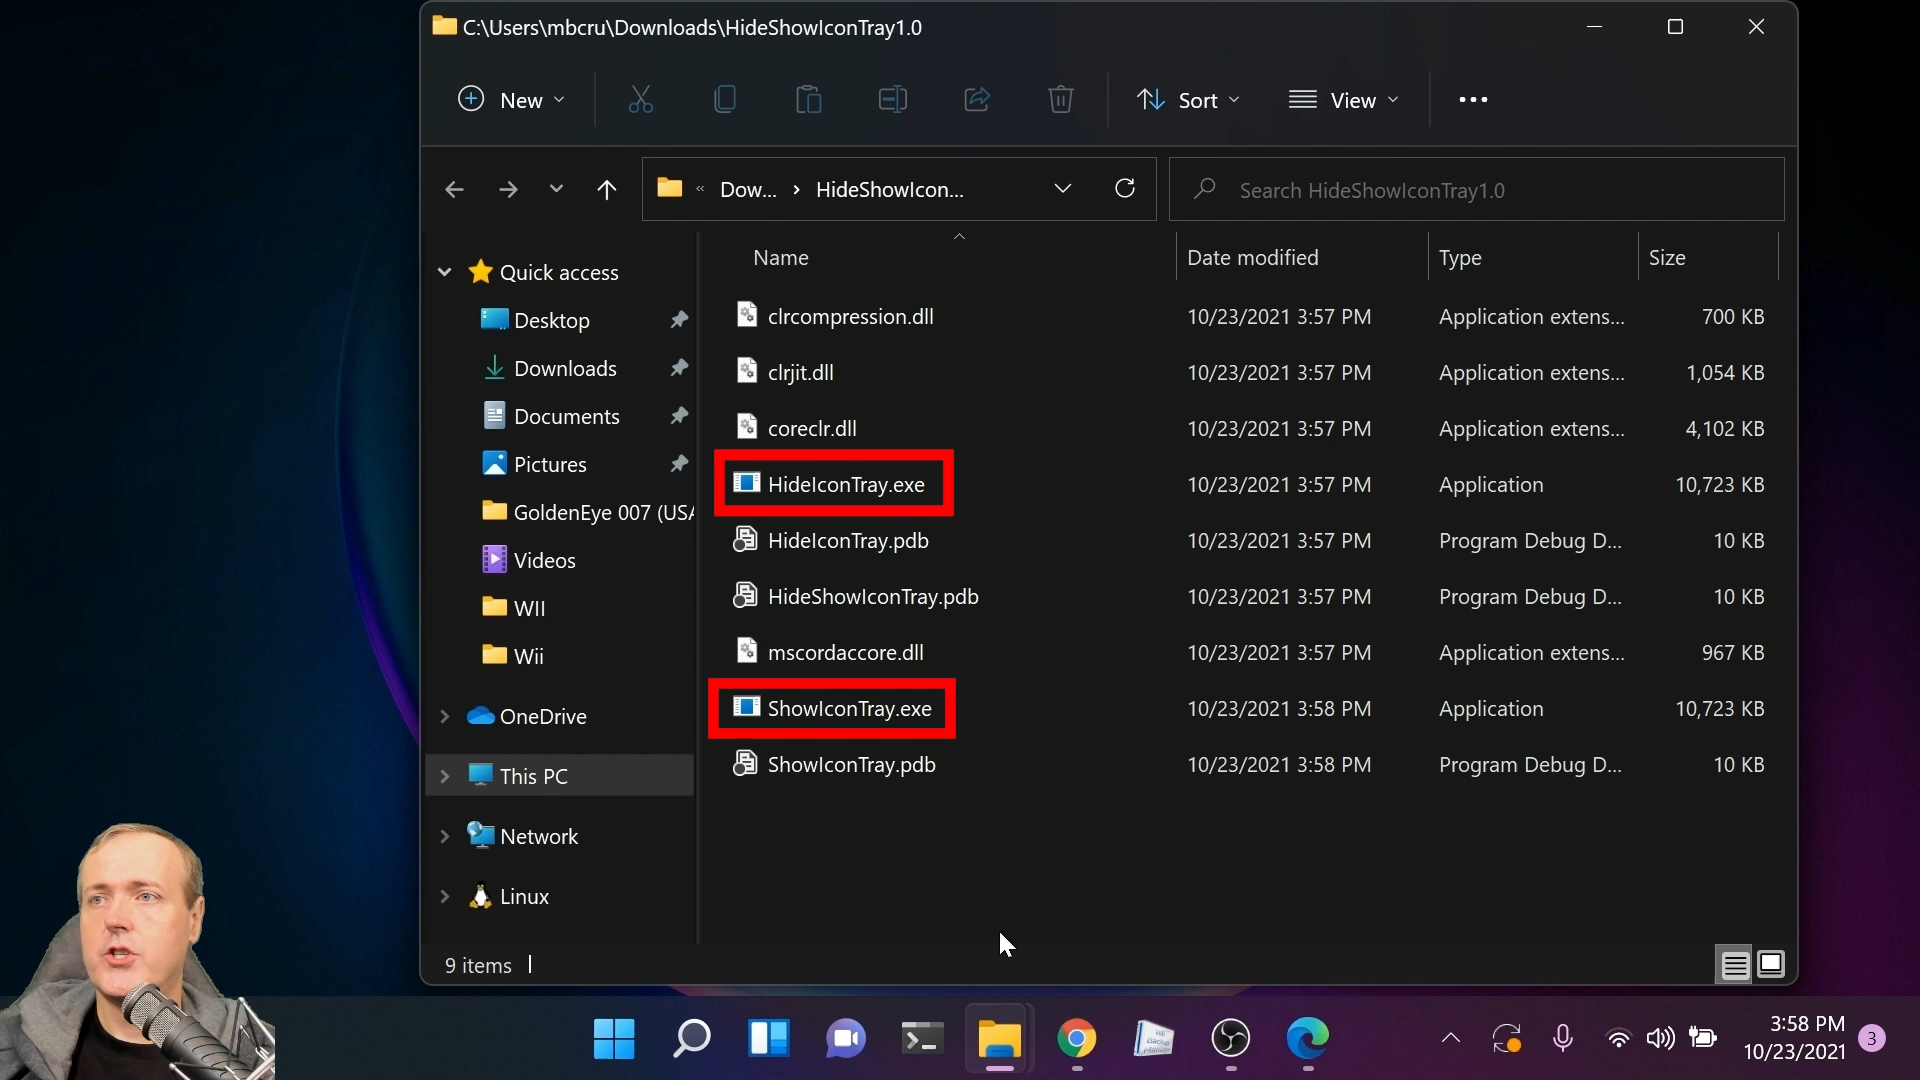 C:\Users\mbcru\Downloads\HideShowIconTray1.0
New
Sort
View
« Dow... › HideShowIcon...
Search HideShowIconTray1.0
Name Date modified Type Size
Quick access
Desktop
Downloads
Documents
Pictures
GoldenEye 007 (USA
Videos
WII
Wii
OneDrive
This PC
Network
Linux
clrcompression.dll 10/23/2021 3:57 PM Application extens... 700 KB
clrjit.dll 10/23/2021 3:57 PM Application extens... 1,054 KB
coreclr.dll 10/23/2021 3:57 PM Application extens... 4,102 KB
HideIconTray.exe 10/23/2021 3:57 PM Application 10,723 KB
HideIconTray.pdb 10/23/2021 3:57 PM Program Debug D... 10 KB
HideShowIconTray.pdb 10/23/2021 3:57 PM Program Debug D... 10 KB
mscordaccore.dll 10/23/2021 3:57 PM Application extens... 967 KB
ShowIconTray.exe 10/23/2021 3:58 PM Application 10,723 KB
ShowIconTray.pdb 10/23/2021 3:58 PM Program Debug D... 10 KB
9 items
3:58 PM
10/23/2021
3